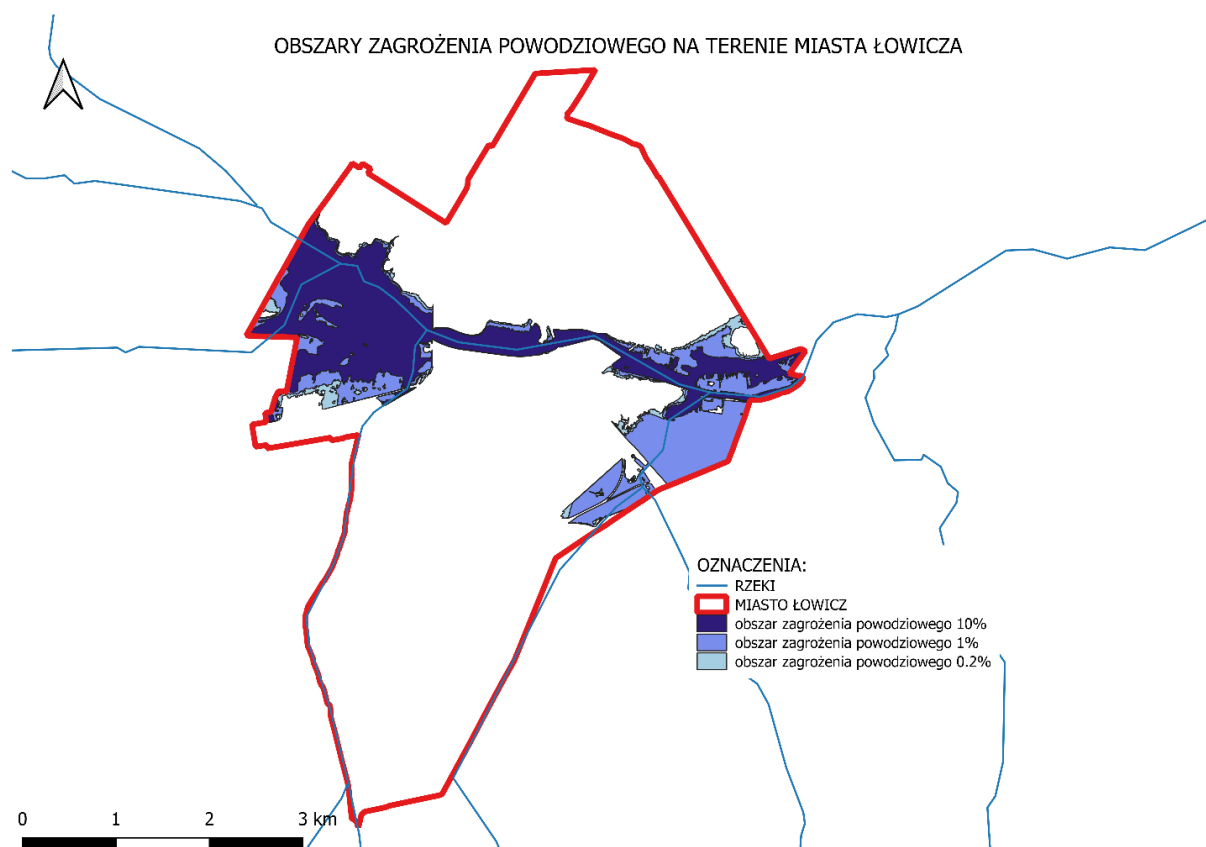 OBSZARY ZAGROŻENIA POWODZIOWEGO NA TERENIE MIASTA ŁOWICZA
OZNACZENIA:
RZEKI
MIASTO ŁOWICZ
obszar zagrożenia powodziowego 10%
obszar zagrożenia powodziowego 1%
obszar zagrożenia powodziowego 0.2%
0 1 2 3 km